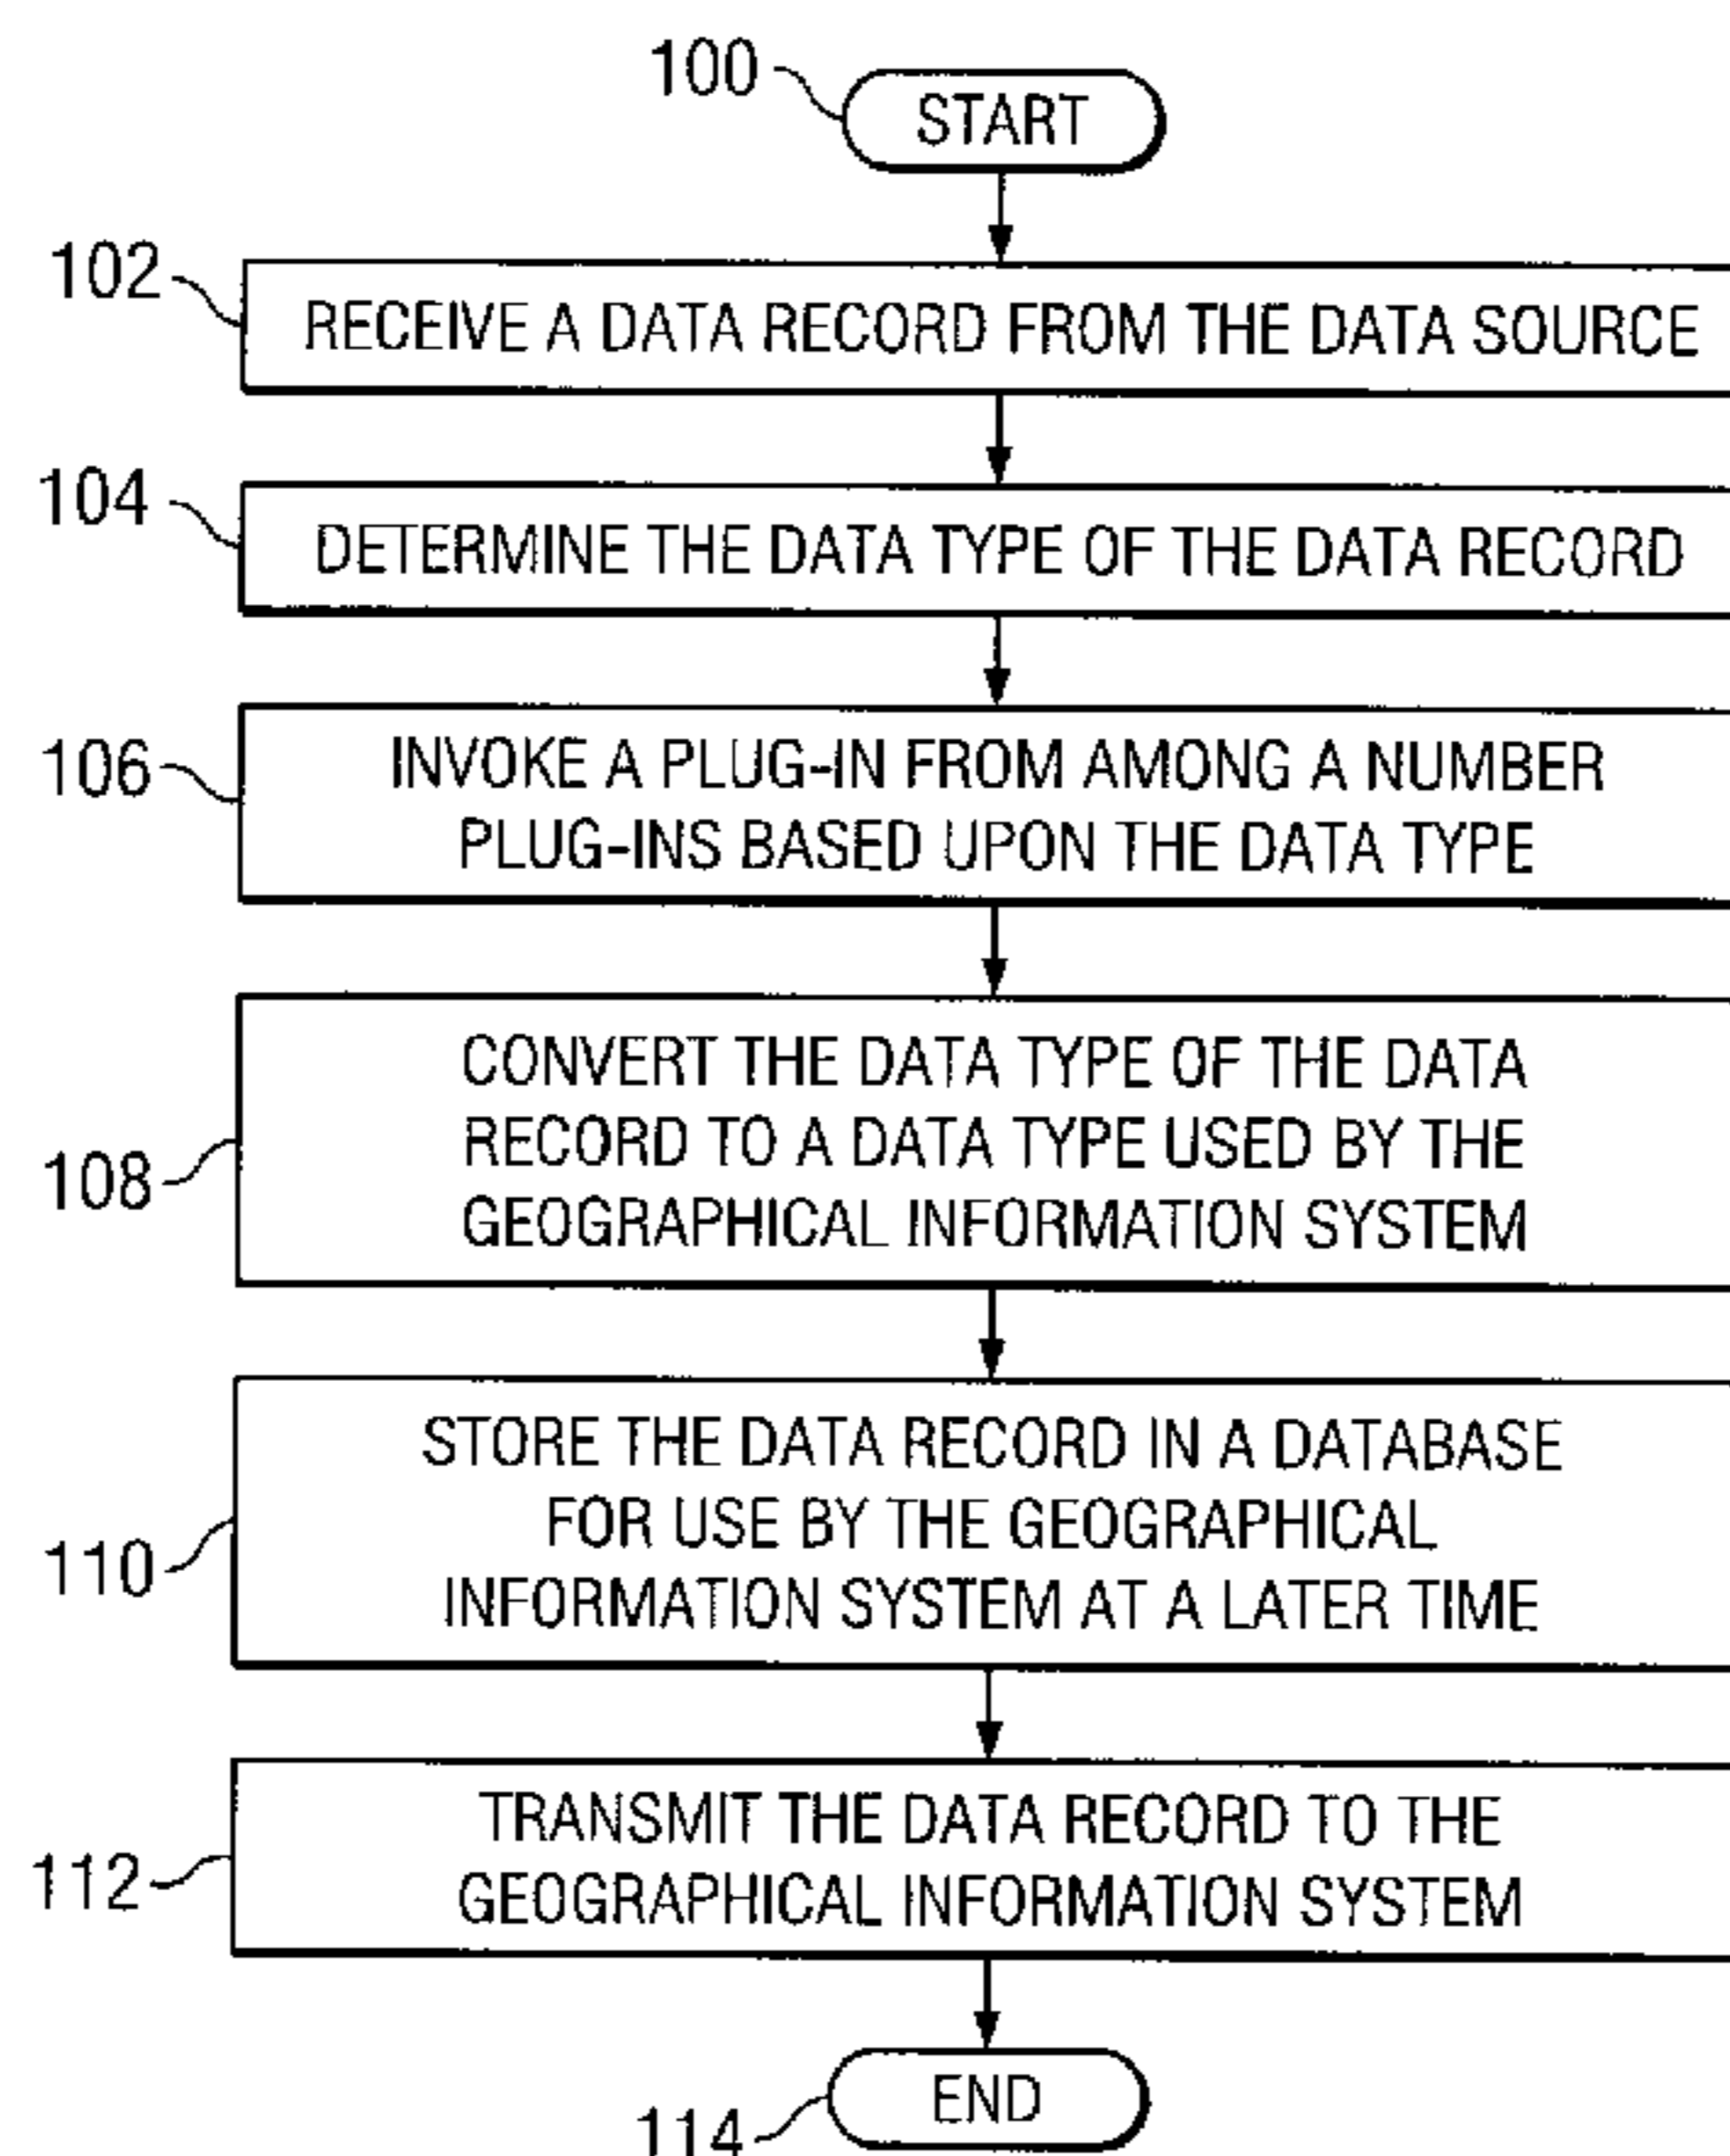 100
START
102
RECEIVE A DATA RECORD FROM THE DATA SOURCE
104
DETERMINE THE DATA TYPE OF THE DATA RECORD
106
INVOKE A PLUG-IN FROM AMONG A NUMBER
PLUG-INS BASED UPON THE DATA TYPE
108
CONVERT THE DATA TYPE OF THE DATA
RECORD TO A DATA TYPE USED BY THE
GEOGRAPHICAL INFORMATION SYSTEM
110
STORE THE DATA RECORD IN A DATABASE
FOR USE BY THE GEOGRAPHICAL
INFORMATION SYSTEM AT A LATER TIME
112
TRANSMIT THE DATA RECORD TO THE
GEOGRAPHICAL INFORMATION SYSTEM
114
END